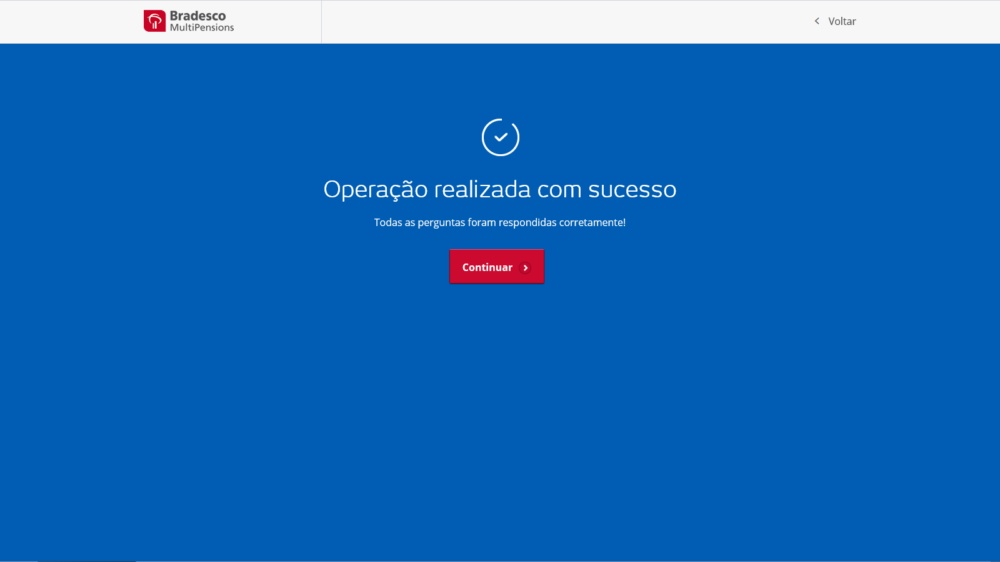 Bradesco
MultiPensions
Voltar
Operação realizada com sucesso
Todas as perguntas foram respondidas corretamente!
Continuar